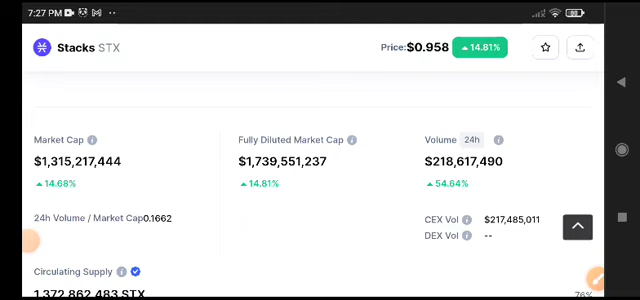 7:27 PM
Stacks STX
Price: $0.958 14.81%
Market Cap
$1,315,217,444
14.68%
Fully Diluted Market Cap
$1,739,551,237
14.81%
Volume 24h
$218,617,490
54.64%
24h Volume / Market Cap 0.1662
CEX Vol $217,485,011
DEX Vol --
Circulating Supply
1,372,862,483 STX
76%